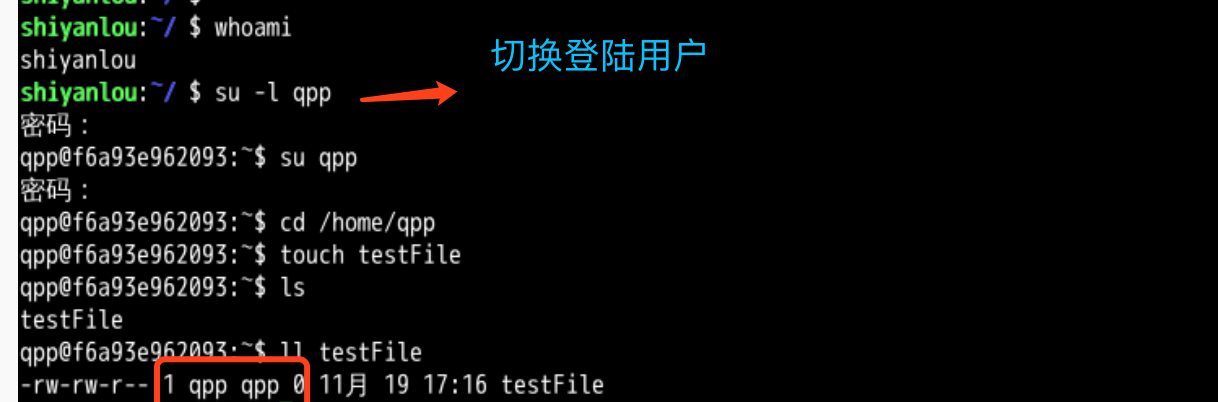 shiyanlou:~/ $ whoami
shiyanlou
切换登陆用户
shiyanlou:~/ $ su -l qpp
密码：
qpp@f6a93e962093:~$ su qpp
密码：
qpp@f6a93e962093:~$ cd /home/qpp
qpp@f6a93e962093:~$ touch testFile
qpp@f6a93e962093:~$ ls
testFile
qpp@f6a93e962093:~$ ll testFile
-rw-rw-r-- 1 qpp qpp 0 11月 19 17:16 testFile